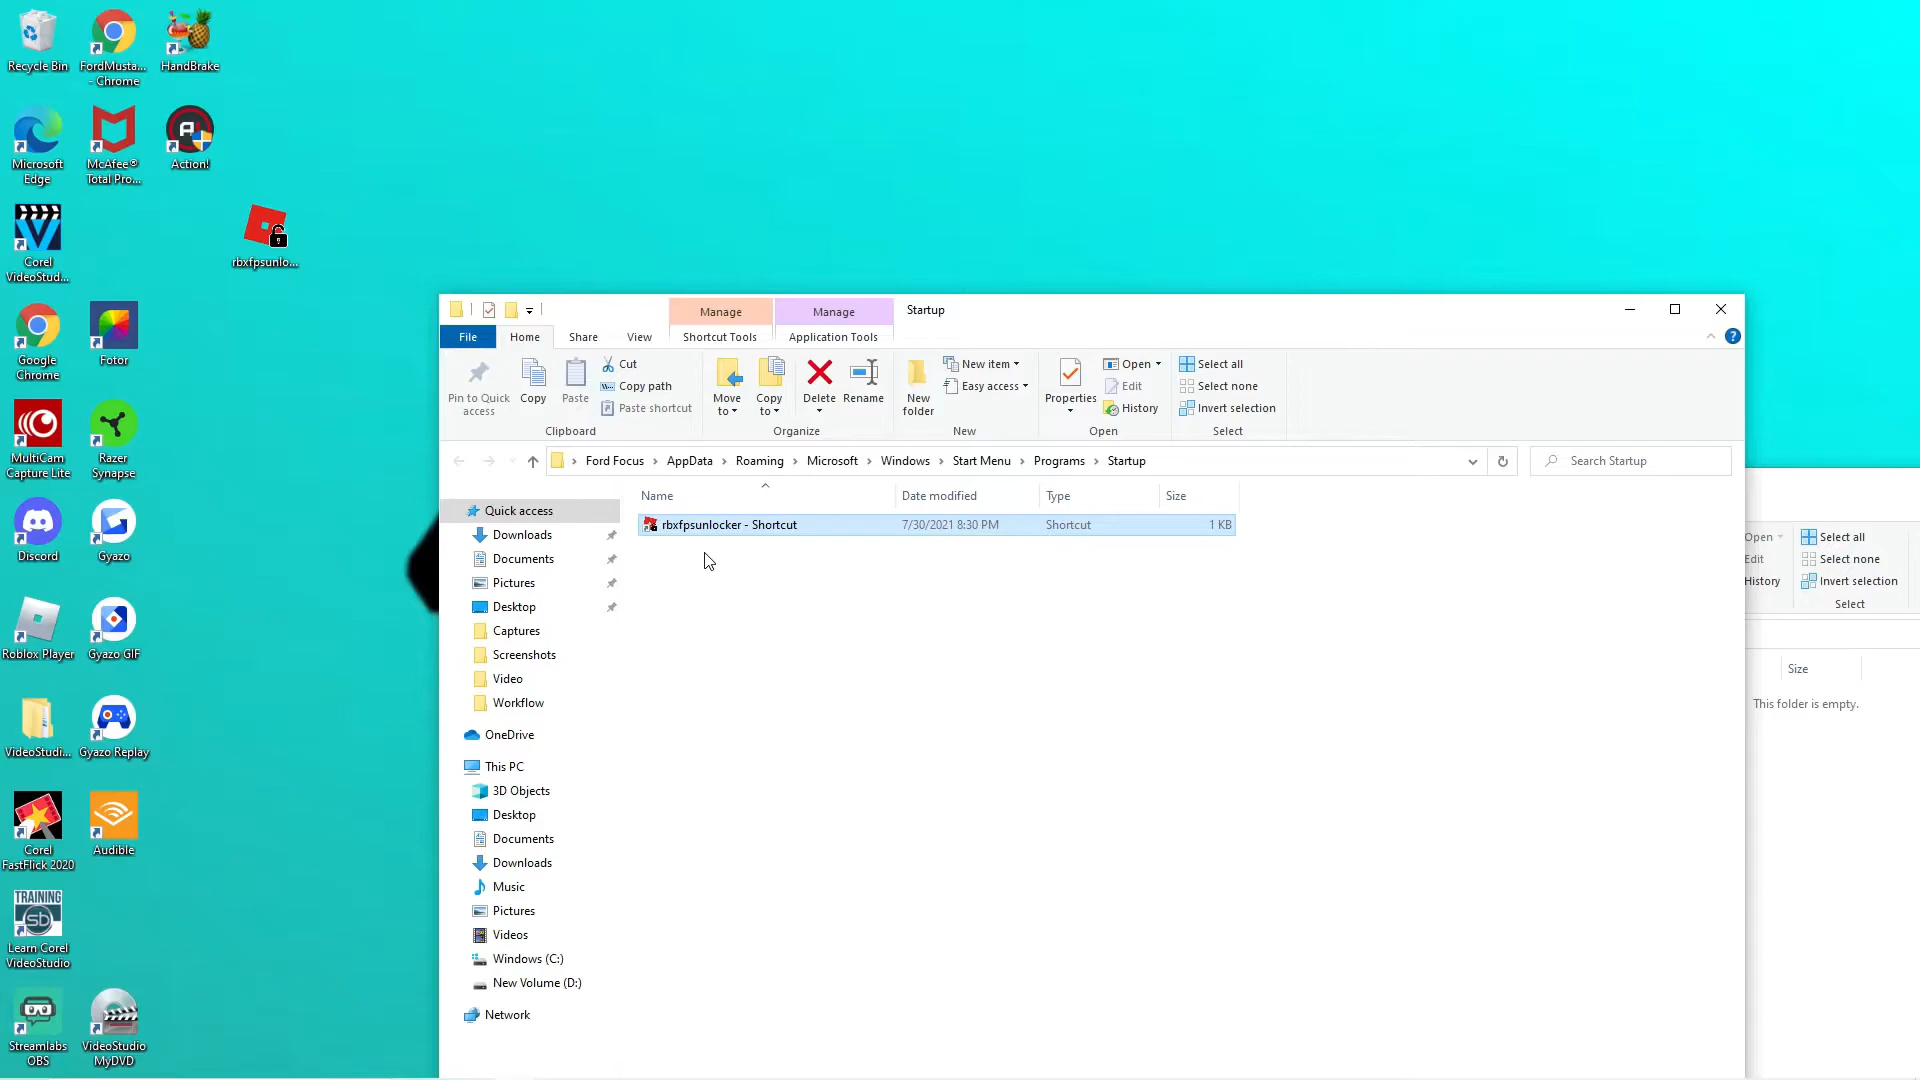 Recycle Bin
FordMusta...
- Chrome
HandBrake
Microsoft
Edge
McAfee®
Total Pro...
Action!
Corel
VideoStud...
rbxfpsunlo...
Google
Chrome
Fotor
MultiCam
Capture Lite
Razer
Synapse
Discord
Gyazo
Roblox Player
Gyazo GIF
VideoStudi...
Gyazo Replay
Corel
FastFlick 2020
Audible
TRAINING
sb
Learn Corel
VideoStudio
Streamlabs
OBS
VideoStudio
MyDVD
Manage
Manage
Startup
File
Home
Share
View
Shortcut Tools
Application Tools
Pin to Quick
access
Copy
Paste
Cut
Copy path
Paste shortcut
Clipboard
Move
to
Copy
to
Delete
Rename
Organize
New
folder
New item
Easy access
New
Properties
Open
Edit
History
Open
Select all
Select none
Invert selection
Select
Ford Focus
AppData
Roaming
Microsoft
Windows
Start Menu
Programs
Startup
Search Startup
Name
Date modified
Type
Size
rbxfpsunlocker - Shortcut
7/30/2021 8:30 PM
Shortcut
1 KB
Quick access
Downloads
Documents
Pictures
Desktop
Captures
Screenshots
Video
Workflow
OneDrive
This PC
3D Objects
Desktop
Documents
Downloads
Music
Pictures
Videos
Windows (C:)
New Volume (D:)
Network
Open
Edit
History
Select all
Select none
Invert selection
Select
Size
This folder is empty.